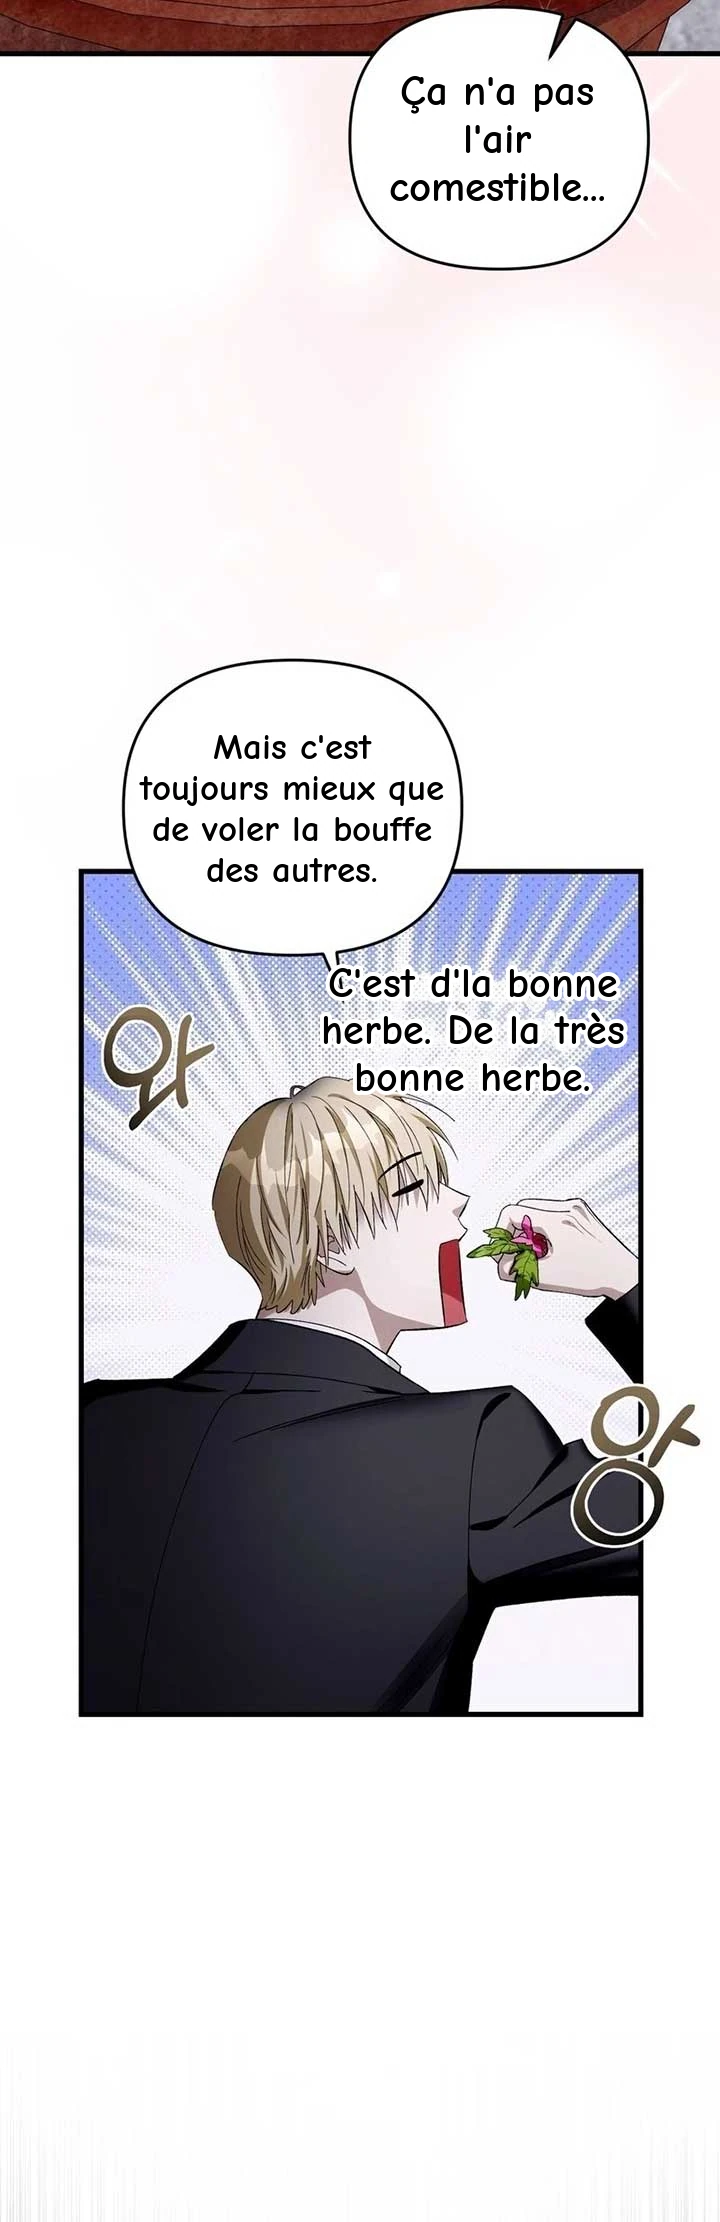 Ça n'a pas
l'air
comestible...
Mais c'est
toujours mieux que
de voler la bouffe
des autres.
C'est d'la bonne
herbe. De la très
bonne herbe.
와
앙